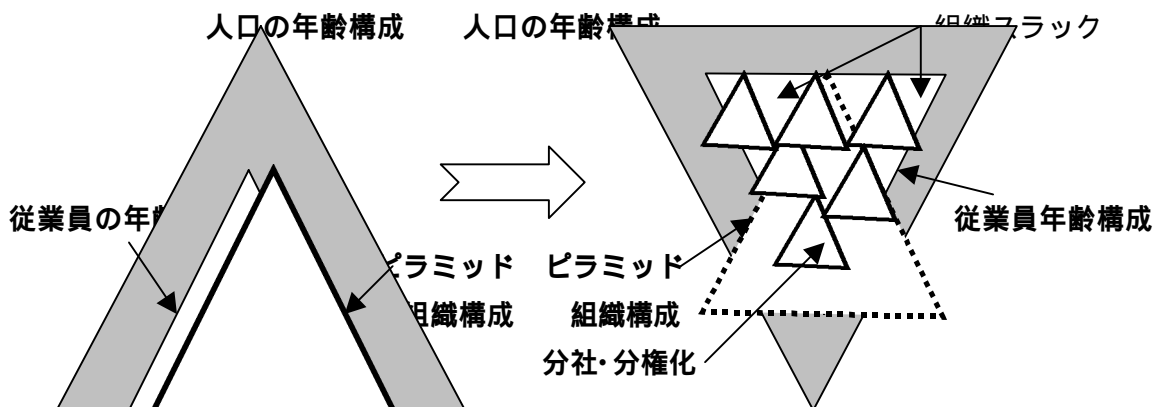 人口の年齢構成
人口の年齢構成
組織スラック
従業員の年齢
従業員年齢構成
ピラミッド
組織構成
ピラミッド
組織構成
分社・分権化